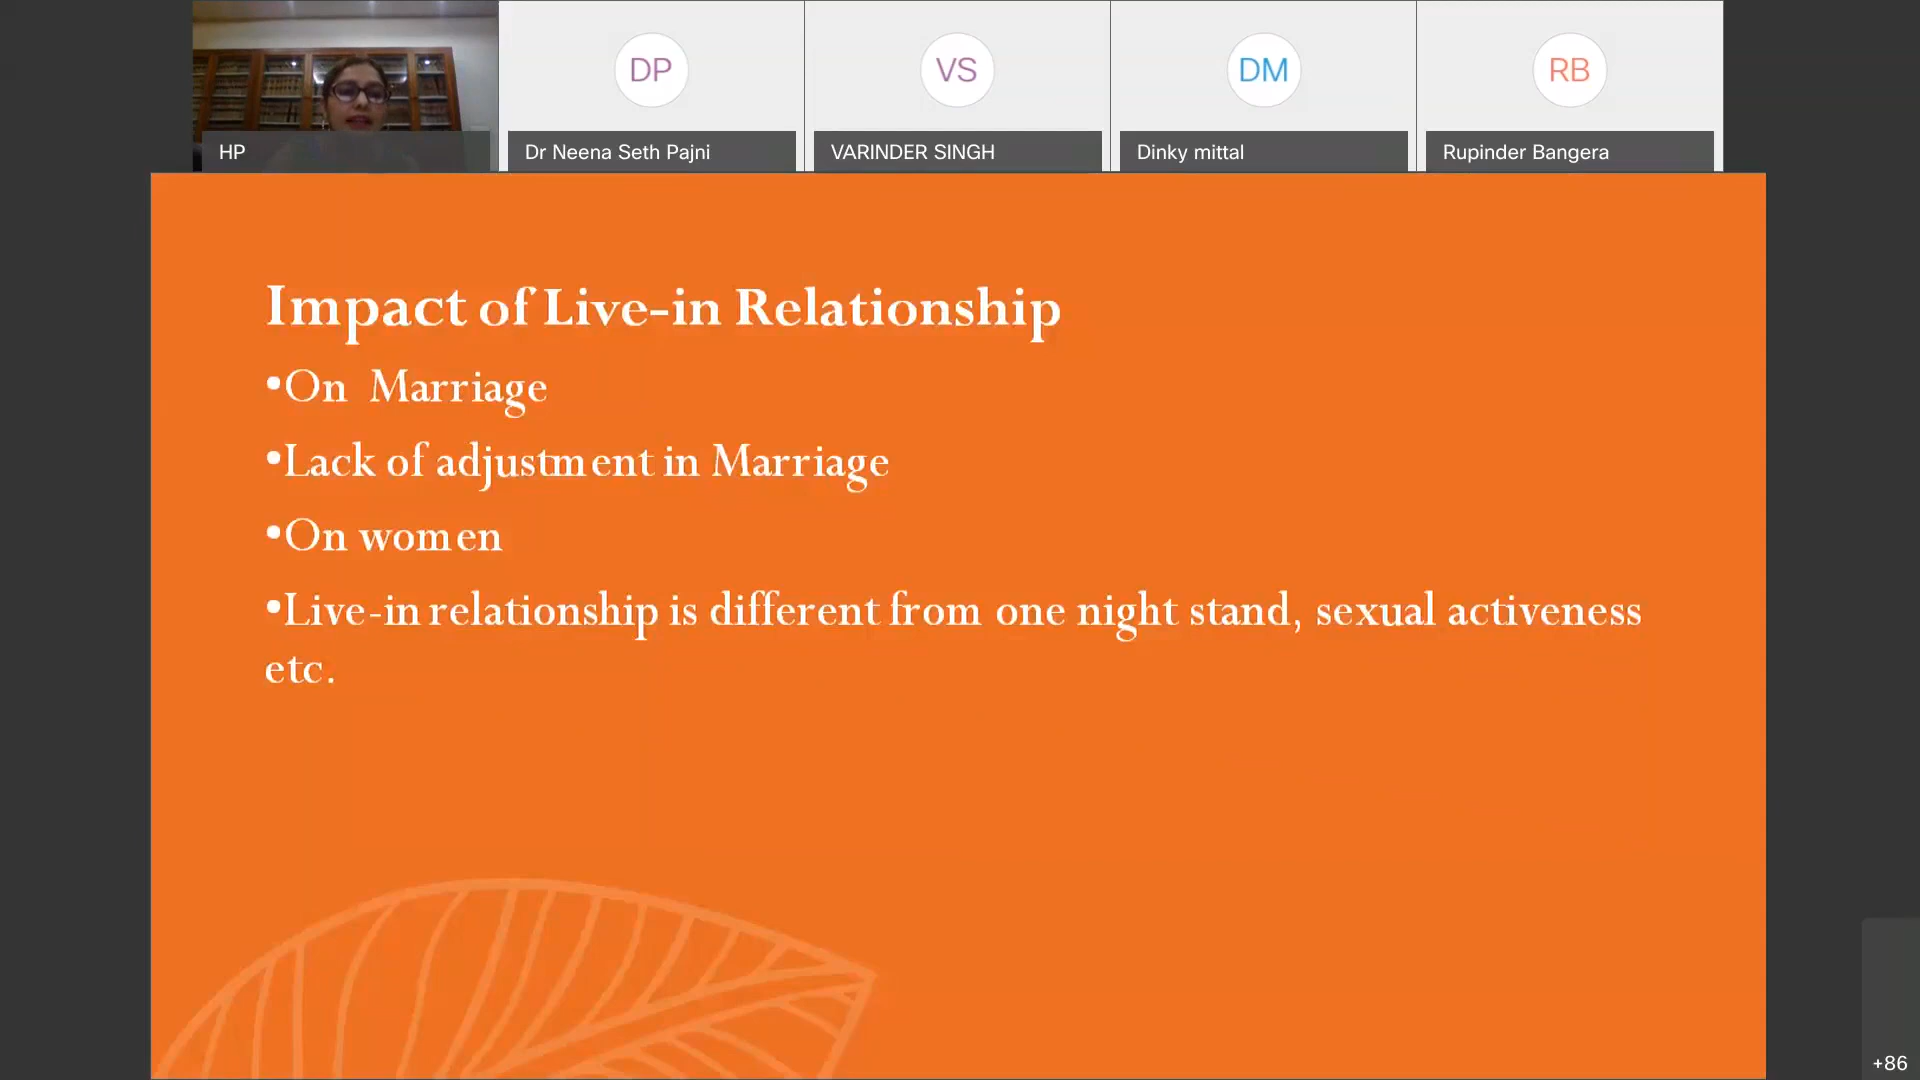 DP
VS
DM
RB
HP
Dr Neena Seth Pajni
VARINDER SINGH
Dinky mittal
Rupinder Bangera
Impact of Live-in Relationship
•On Marriage
•Lack of adjustment in Marriage
•On women
•Live-in relationship is different from one night stand, sexual activeness
etc.
+86